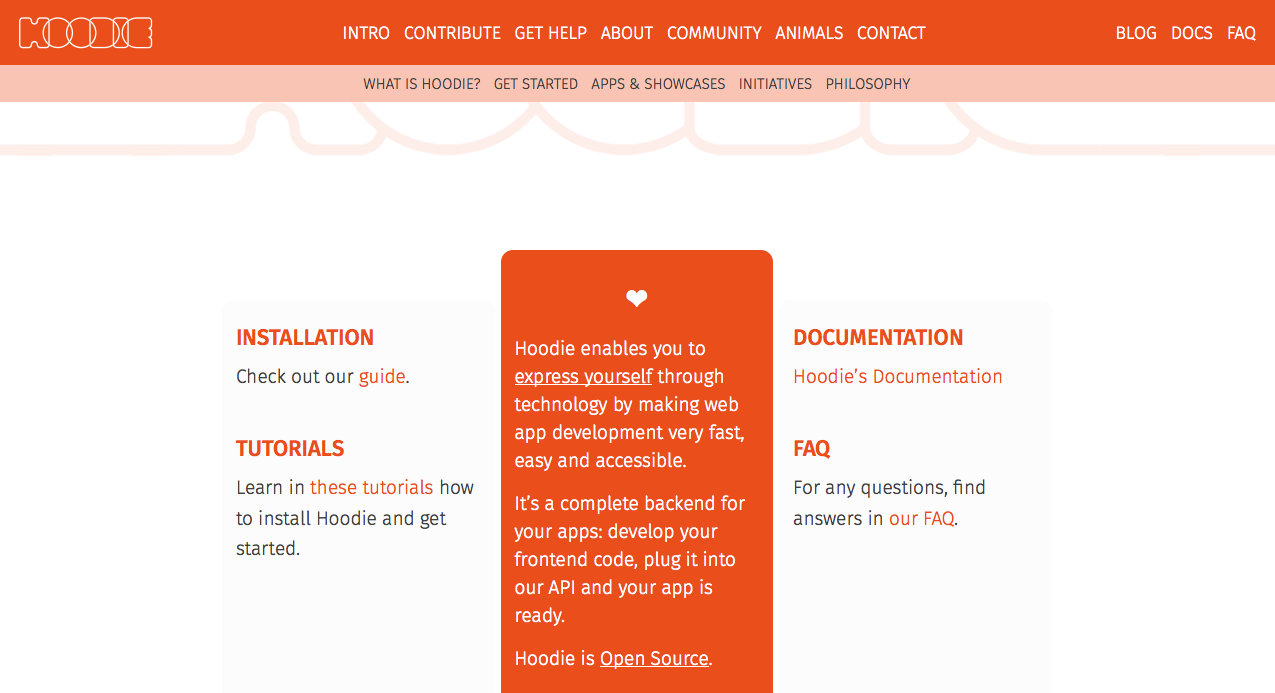 HOODIE
INTRO CONTRIBUTE GET HELP ABOUT COMMUNITY ANIMALS CONTACT
BLOG DOCS FAQ
WHAT IS HOODIE? GET STARTED APPS & SHOWCASES INITIATIVES PHILOSOPHY
INSTALLATION
Check out our guide.
TUTORIALS
Learn in these tutorials how
to install Hoodie and get
started.
❤
Hoodie enables you to
express yourself through
technology by making web
app development very fast,
easy and accessible.
It’s a complete backend for
your apps: develop your
frontend code, plug it into
our API and your app is
ready.
Hoodie is Open Source.
DOCUMENTATION
Hoodie’s Documentation
FAQ
For any questions, find
answers in our FAQ.